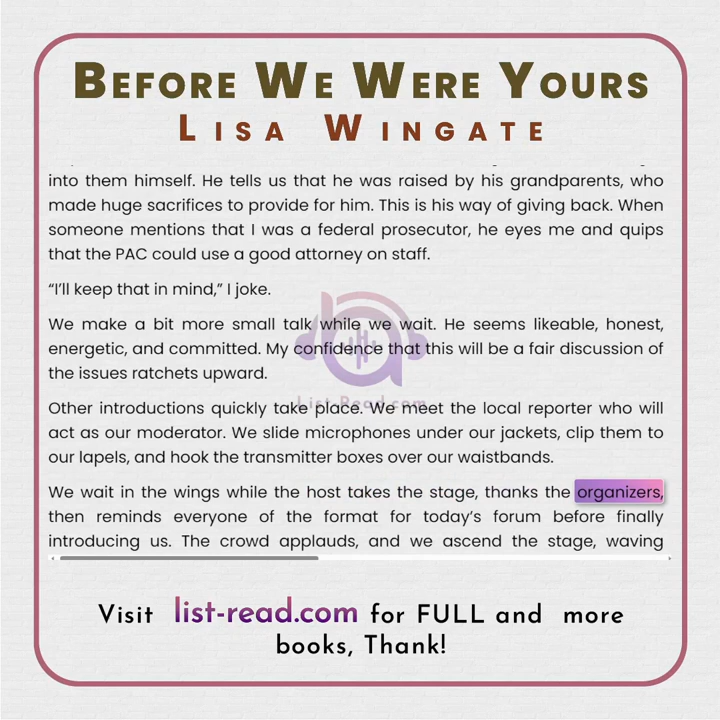 BEFORE WE WERE YOURS
LISA WINGATE
into them himself. He tells us that he was raised by his grandparents, who
made huge sacrifices to provide for him. This is his way of giving back. When
someone mentions that I was a federal prosecutor, he eyes me and quips
that the PAC could use a good attorney on staff.
“I’ll keep that in mind,” I joke.
We make a bit more small talk while we wait. He seems likeable, honest,
energetic, and committed. My confidence that this will be a fair discussion of
the issues ratchets upward.
List-Read.com
Other introductions quickly take place. We meet the local reporter who will
act as our moderator. We slide microphones under our jackets, clip them to
our lapels, and hook the transmitter boxes over our waistbands.
We wait in the wings while the host takes the stage, thanks the organizers,
then reminds everyone of the format for today’s forum before finally
introducing us. The crowd applauds, and we ascend the stage, waving
Visit list-read.com for FULL and more
books, Thank!